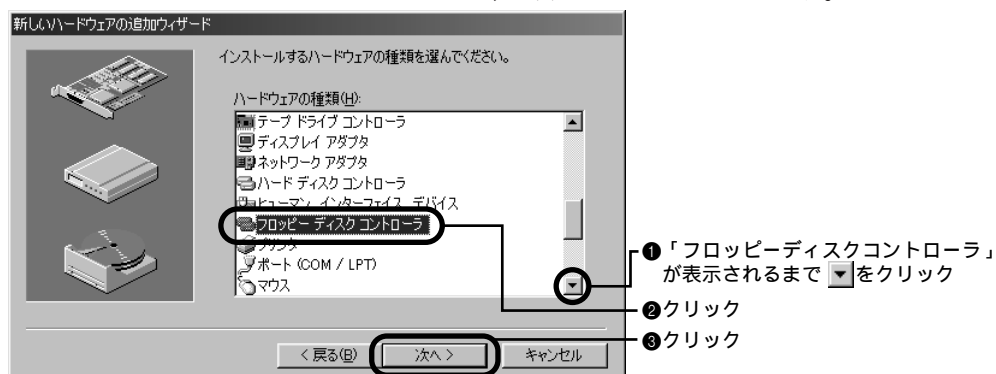 新しいハードウェアの追加ウィザード
インストールするハードウェアの種類を選んでください。
ハードウェアの種類(H):
テープ ドライブ コントローラ
ディスプレイ アダプタ
ネットワーク アダプタ
ハード ディスク コントローラ
ヒューマン インターフェイス デバイス
フロッピー ディスク コントローラ
プリンタ
ポート (COM / LPT)
マウス
❶「フロッピーディスクコントローラ」
が表示されるまで ▼をクリック
❷クリック
❸クリック
< 戻る(B)
次へ >
キャンセル